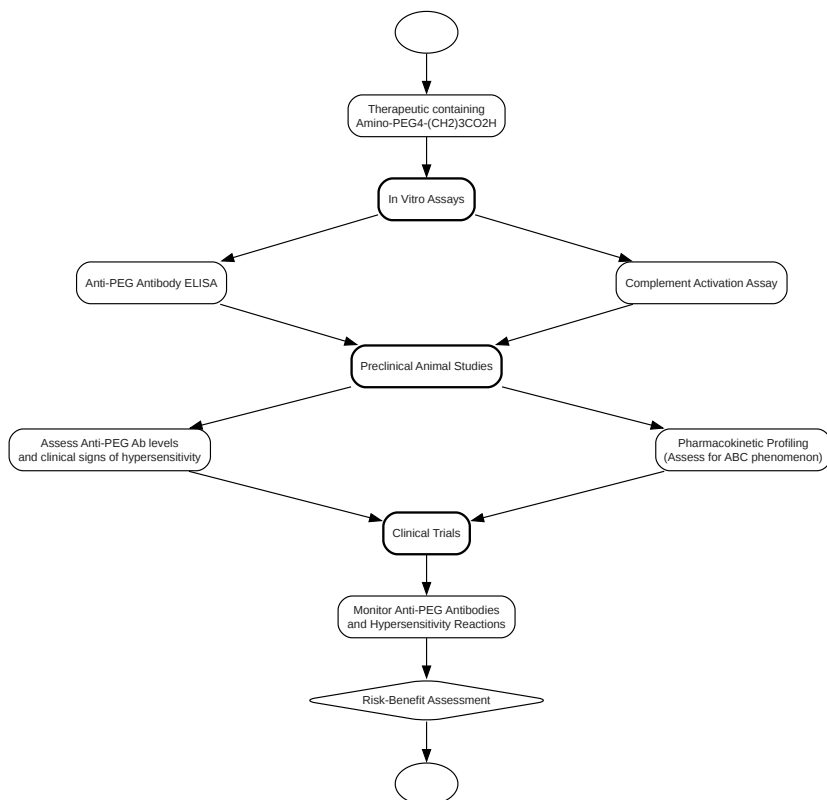 Therapeutic containing
Amino-PEG4-(CH2)3CO2H
In Vitro Assays
Anti-PEG Antibody ELISA
Complement Activation Assay
Preclinical Animal Studies
Assess Anti-PEG Ab levels
and clinical signs of hypersensitivity
Pharmacokinetic Profiling
(Assess for ABC phenomenon)
Clinical Trials
Monitor Anti-PEG Antibodies
and Hypersensitivity Reactions
Risk-Benefit Assessment